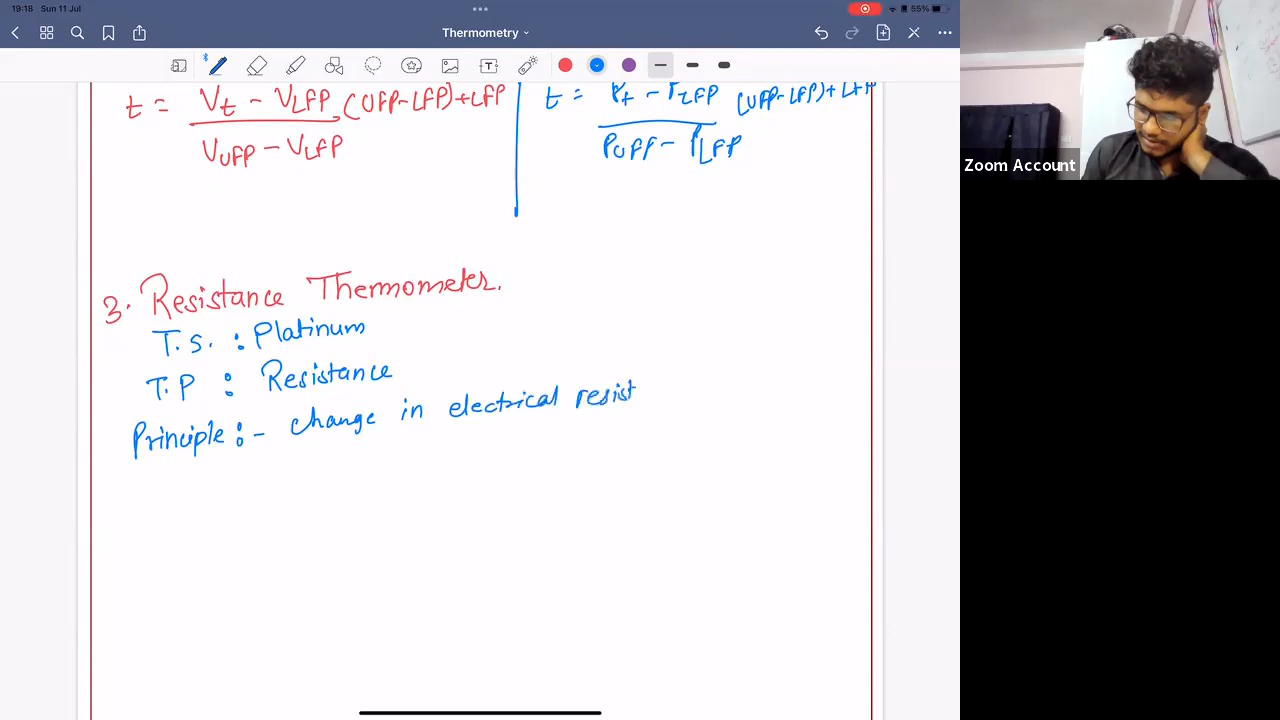 19:18 Sun 11 Jul
55%
Thermometry
t = Vt - VLFP (UFP-LFP)+LFP
VUFP - VLFP
t = Pt - PLFP (UFP-LFP)+LFP
PUFP - PLFP
3. Resistance Thermometer.
T.S. : Platinum
T.P : Resistance
Principle :- change in electrical resist
Zoom Account